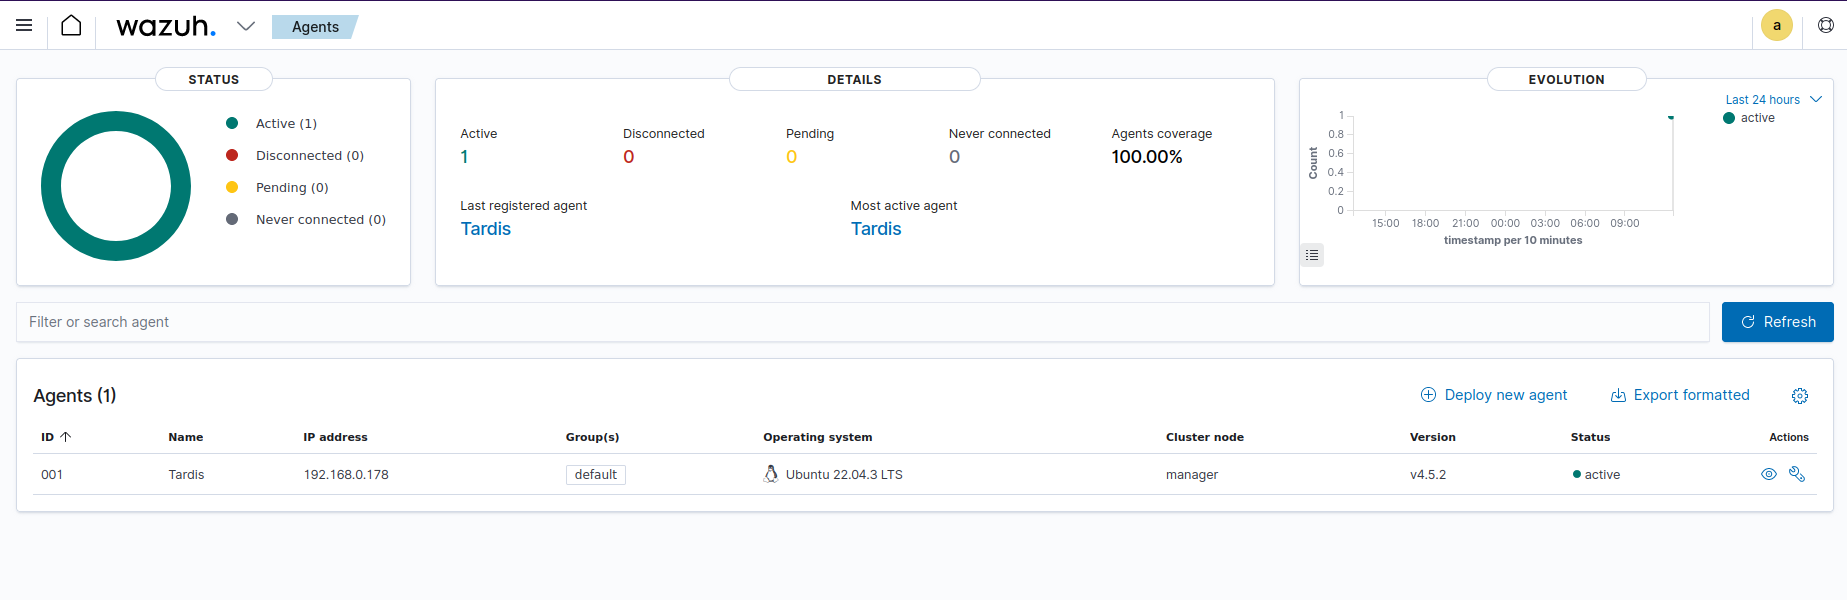 wazuh. Agents a
STATUS
Active (1)
Disconnected (0)
Pending (0)
Never connected (0)
DETAILS
Active Disconnected Pending Never connected Agents coverage
1 0 0 0 100.00%
Last registered agent Most active agent
Tardis Tardis
EVOLUTION
Last 24 hours
active
Count
1
0.8
0.6
0.4
0.2
0
15:00 18:00 21:00 00:00 03:00 06:00 09:00
timestamp per 10 minutes
Filter or search agent Refresh
Agents (1) Deploy new agent Export formatted
ID Name IP address Group(s) Operating system Cluster node Version Status Actions
001 Tardis 192.168.0.178 default Ubuntu 22.04.3 LTS manager v4.5.2 active